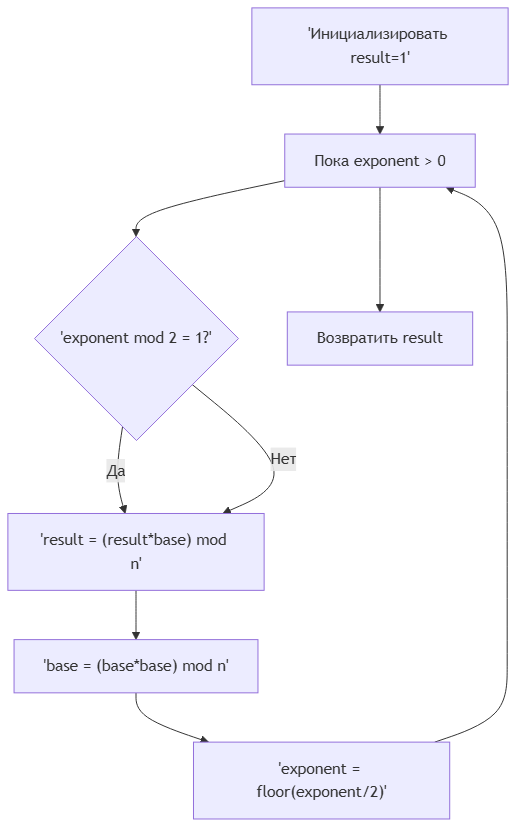 'Инициализировать
result=1'
Пока exponent > 0
'exponent mod 2 = 1?'
Возвратить result
Да
Нет
'result = (result*base) mod
n'
'base = (base*base) mod n'
'exponent =
floor(exponent/2)'